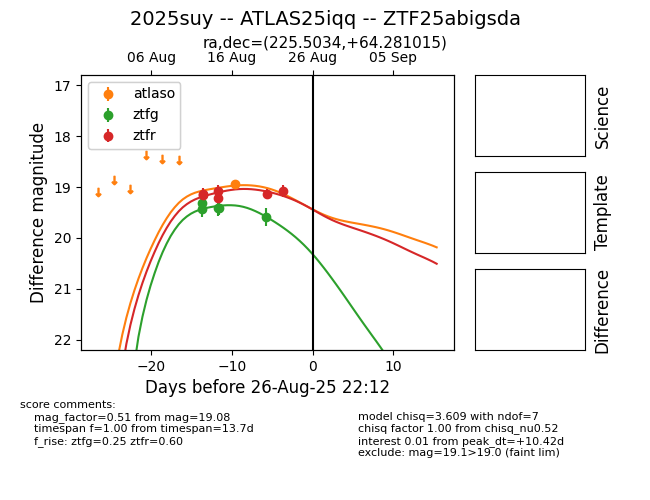 2025suy -- ATLAS25iqq -- ZTF25abigsda
ra,dec=(225.5034,+64.281015)
06 Aug 16 Aug 26 Aug 05 Sep
atlaso
ztfg
ztfr
17
18
19
20
21
22
Difference magnitude
−20 −10 0 10
Days before 26-Aug-25 22:12
Science
Template
Difference
score comments:
mag_factor=0.51 from mag=19.08
timespan f=1.00 from timespan=13.7d
f_rise: ztfg=0.25 ztfr=0.60
model chisq=3.609 with ndof=7
chisq factor 1.00 from chisq_nu0.52
interest 0.01 from peak_dt=+10.42d
exclude: mag=19.1>19.0 (faint lim)